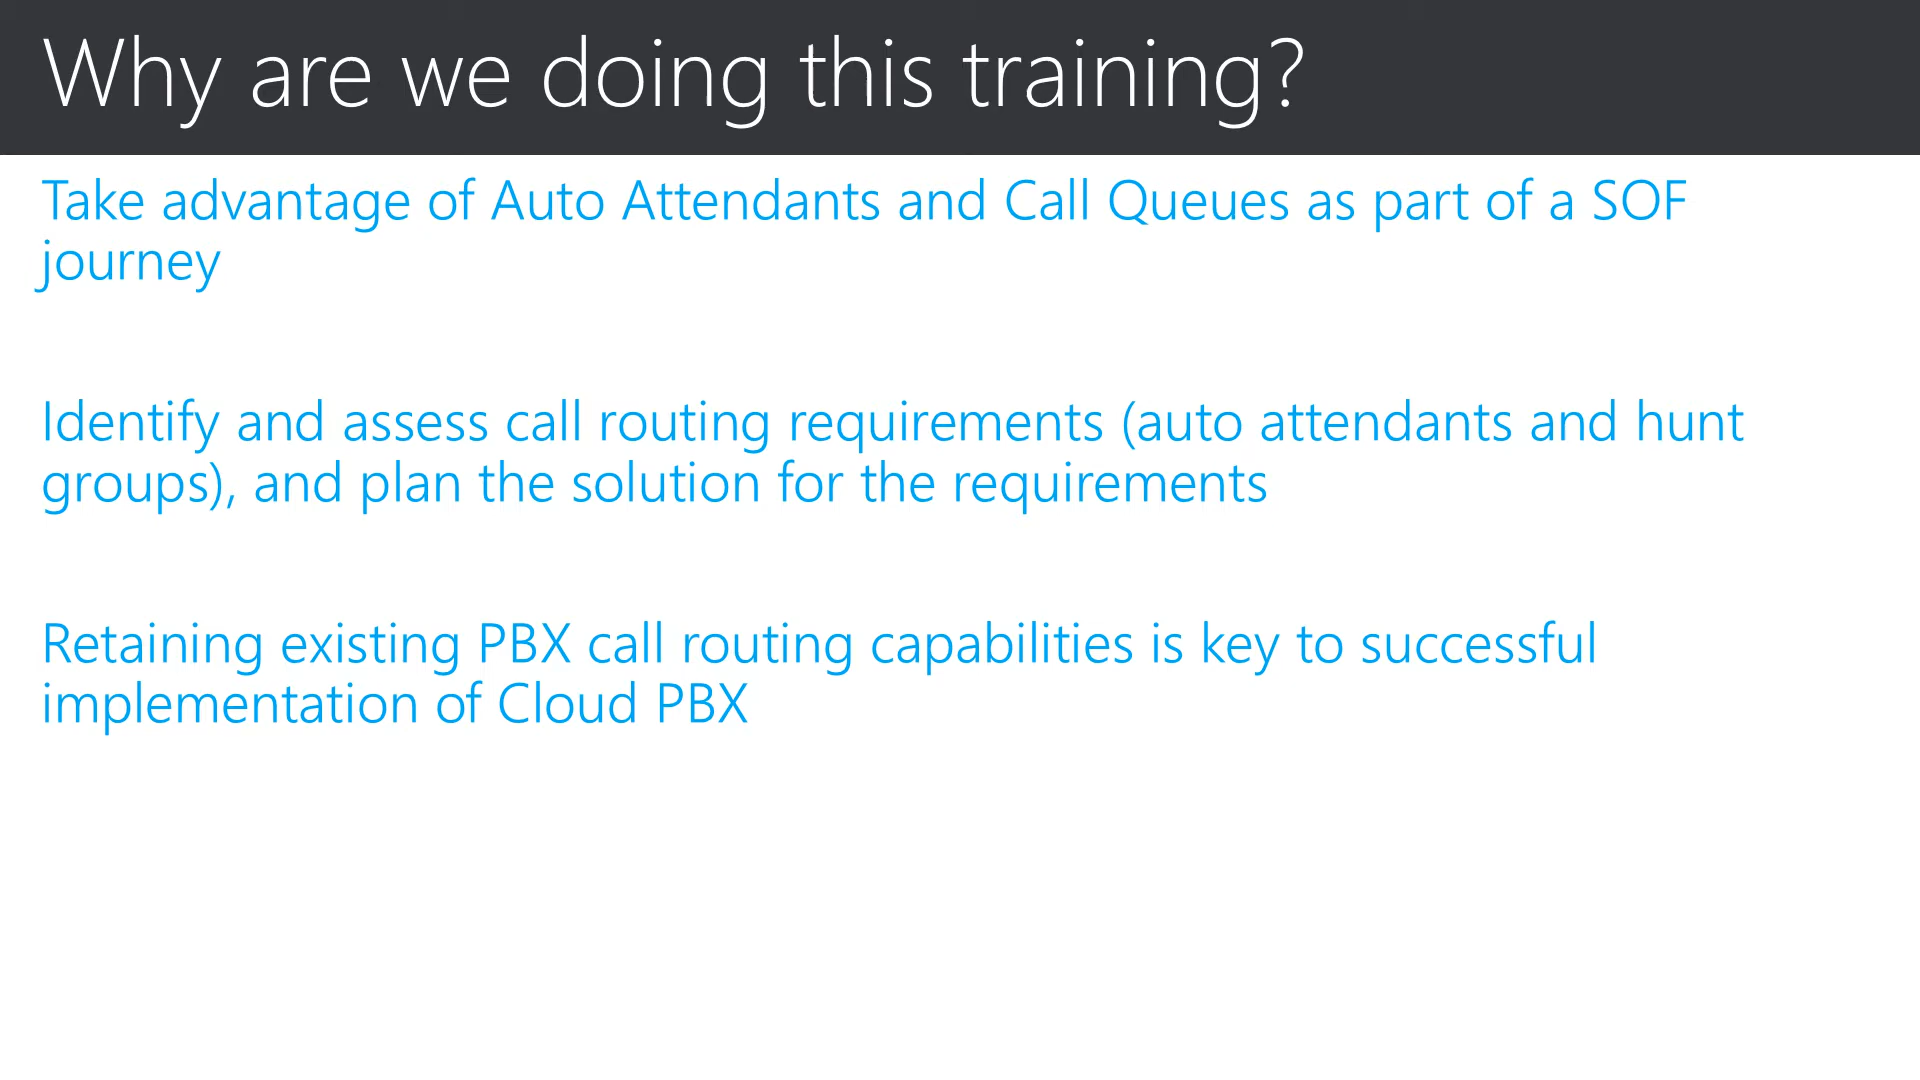 Why are we doing this training?
Take advantage of Auto Attendants and Call Queues as part of a SOF
journey
Identify and assess call routing requirements (auto attendants and hunt
groups), and plan the solution for the requirements
Retaining existing PBX call routing capabilities is key to successful
implementation of Cloud PBX